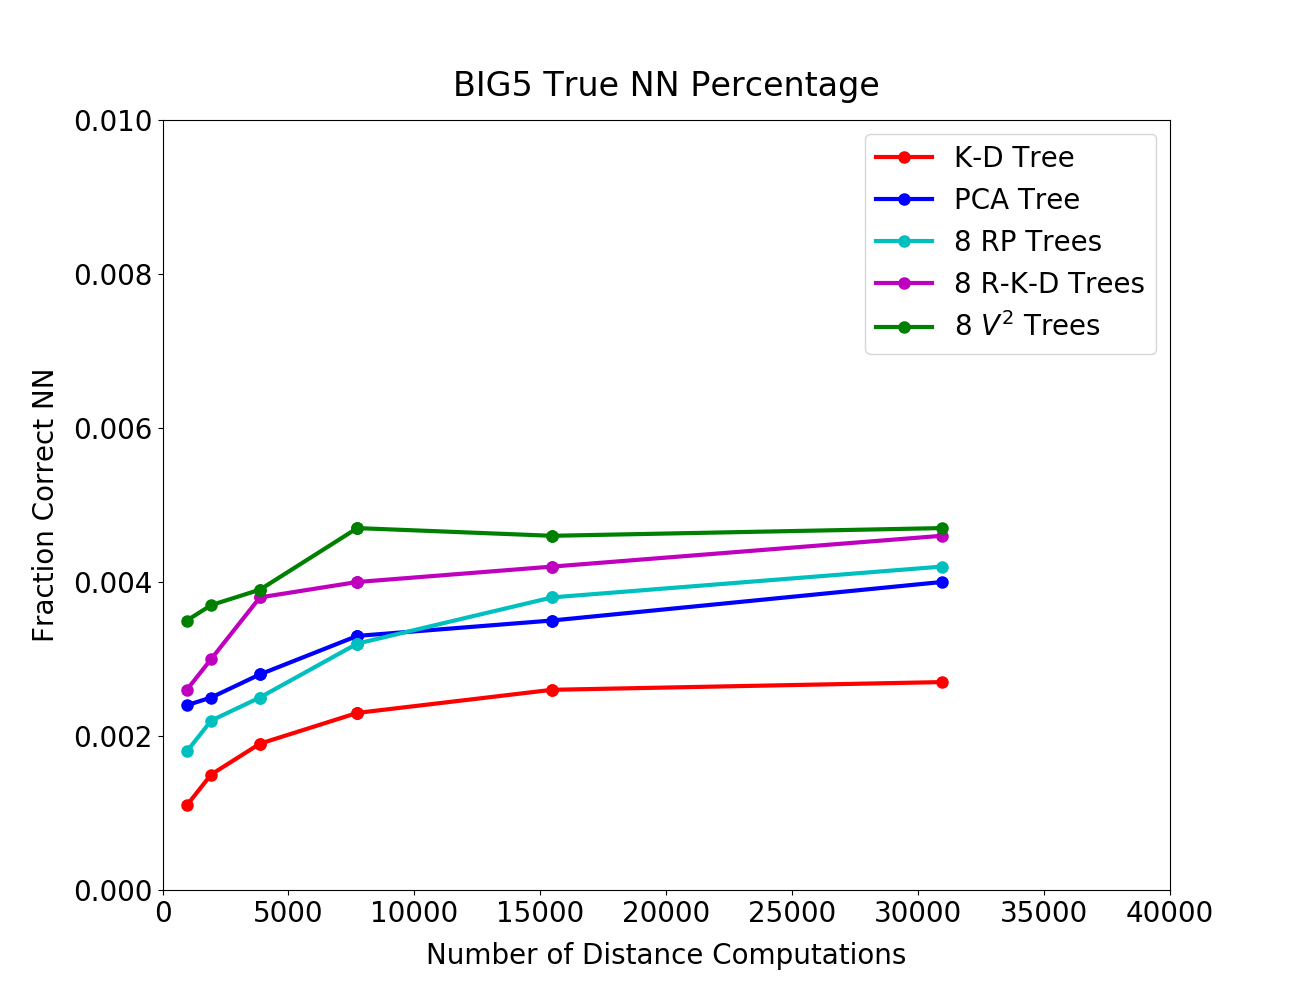 BIG5 True NN Percentage
0.010
0.008
0.006
0.004
0.002
0.000
Fraction Correct NN
K-D Tree
PCA Tree
8 RP Trees
8 R-K-D Trees
8 V² Trees
0 5000 10000 15000 20000 25000 30000 35000 40000
Number of Distance Computations